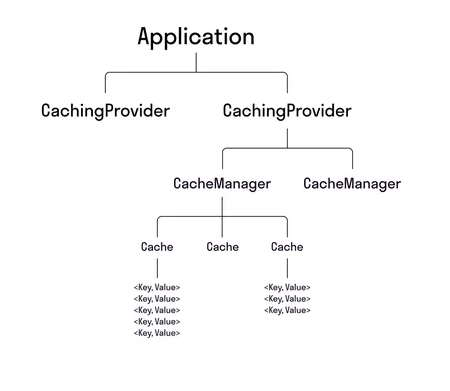 Application
CachingProvider CachingProvider
CacheManager CacheManager
Cache Cache Cache
<Key, Value> <Key, Value>
<Key, Value> <Key, Value>
<Key, Value> <Key, Value>
<Key, Value>
<Key, Value>